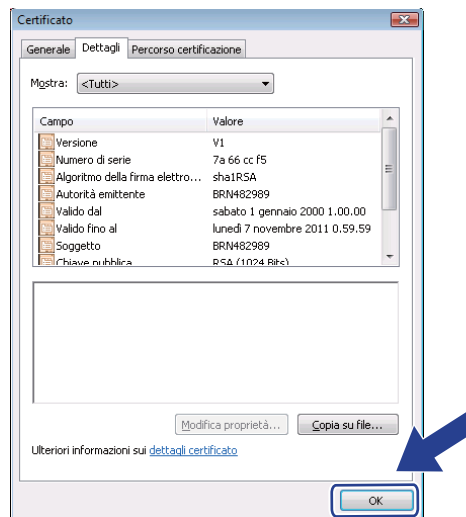 Certificato
Generale Dettagli Percorso certificazione
Mostra: <Tutti>
Campo Valore
Versione V1
Numero di serie 7a 66 cc f5
Algoritmo della firma elettro... sha1RSA
Autorità emittente BRN482989
Valido dal sabato 1 gennaio 2000 1.00.00
Valido fino al lunedì 7 novembre 2011 0.59.59
Soggetto BRN482989
Chiave pubblica RSA (1024 Bits)
Modifica proprietà... Copia su file...
Ulteriori informazioni sui dettagli certificato
OK